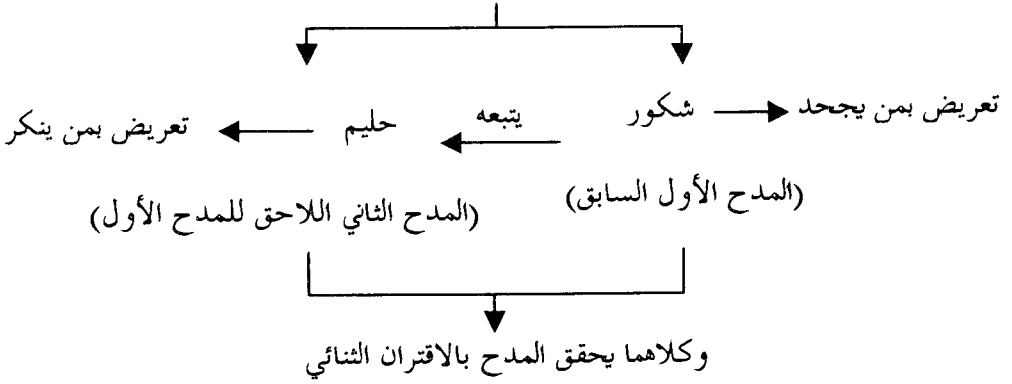 تعريض بمن يجحد
شكور
يتبعه
حليم
تعريض بمن ينكر
(المدح الأول السابق)
(المدح الثاني اللاحق للمدح الأول)
وكلاهما يحقق المدح بالاقتران الثنائي